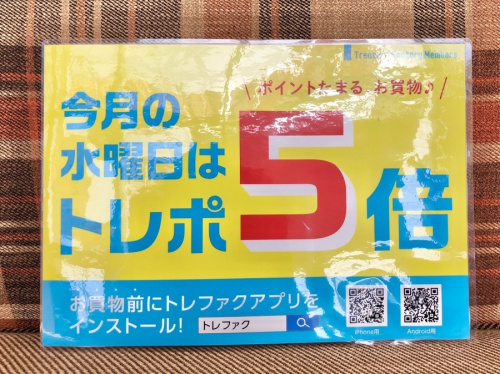 Treasure Factory Members
ポイントたまる お買物♪
今月の
水曜日は
トレポ5倍
お買物前にトレファクアプリを
インストール!
トレファク
iPhone用
Android用